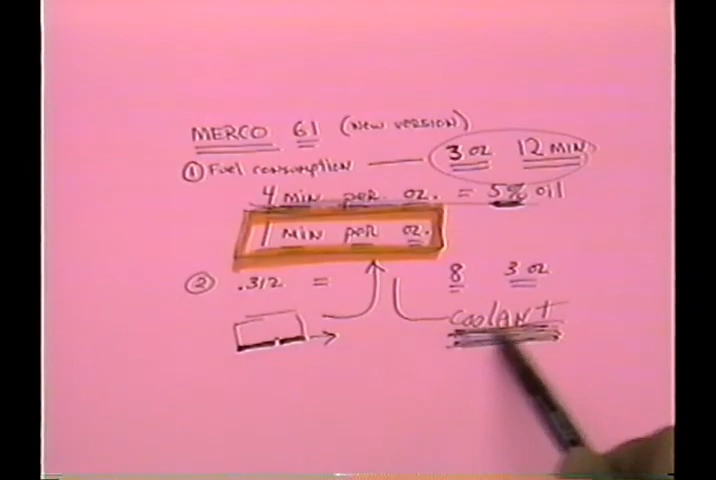 MERCO 61 (NEW VERSION)
① Fuel consumption — 3 oz 12 MIN
4 min per oz. = 5% oil
1 min per oz.
② .312 = 8 3 oz
COOLANT